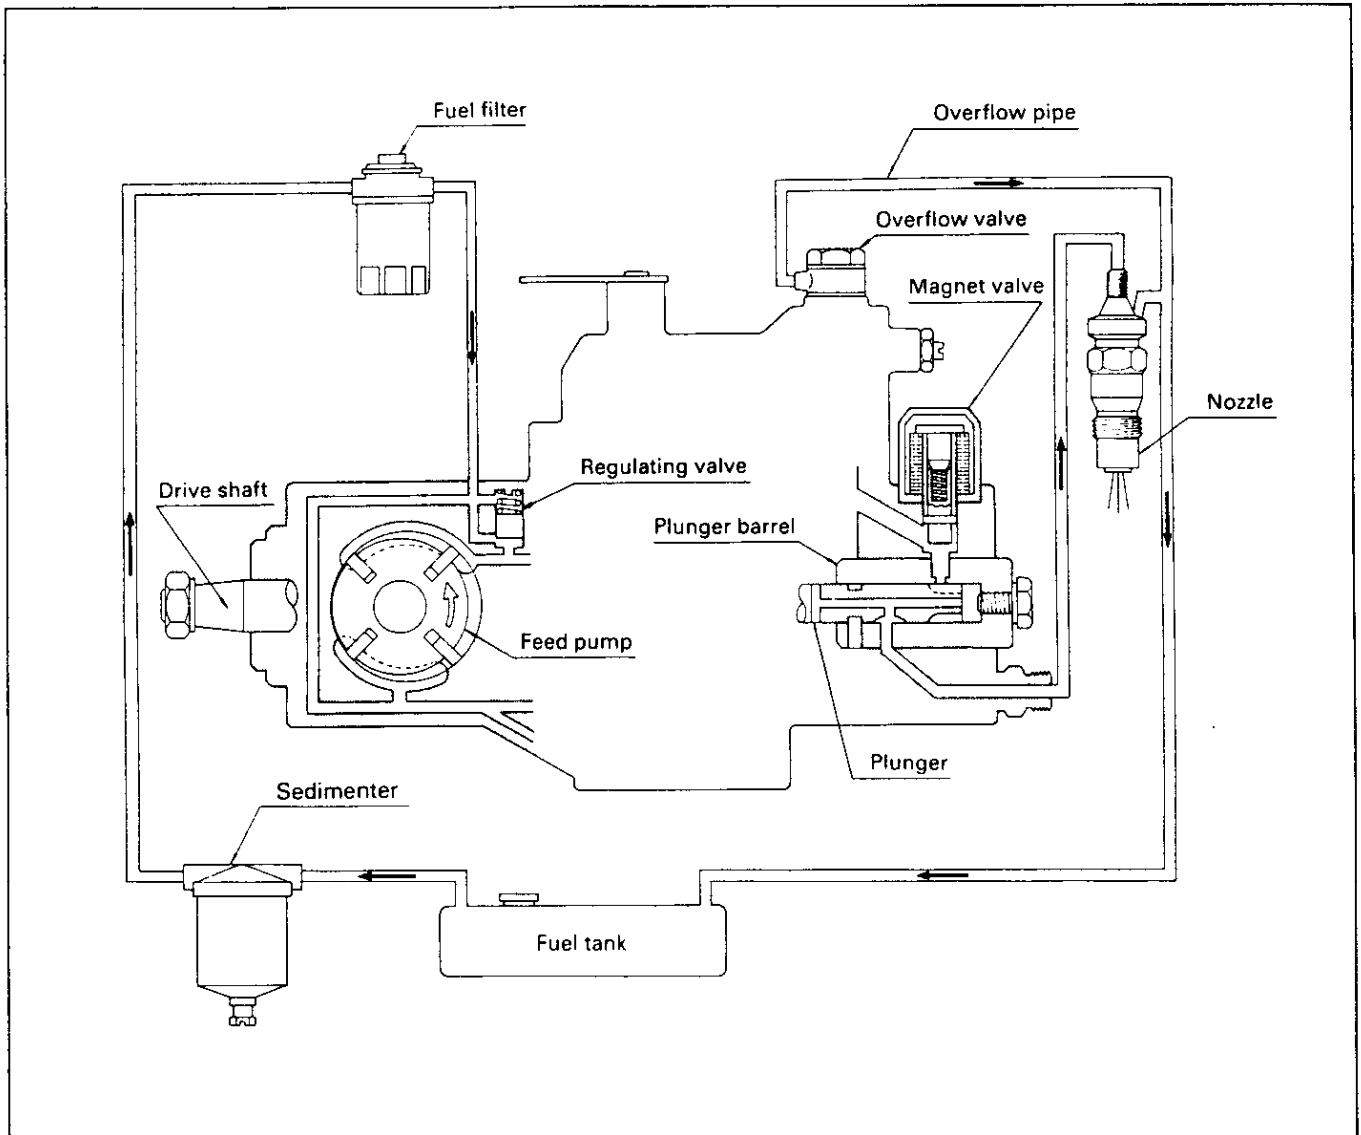 Fuel filter
Overflow pipe
Overflow valve
Magnet valve
Nozzle
Regulating valve
Drive shaft
Plunger barrel
Feed pump
Plunger
Sedimenter
Fuel tank